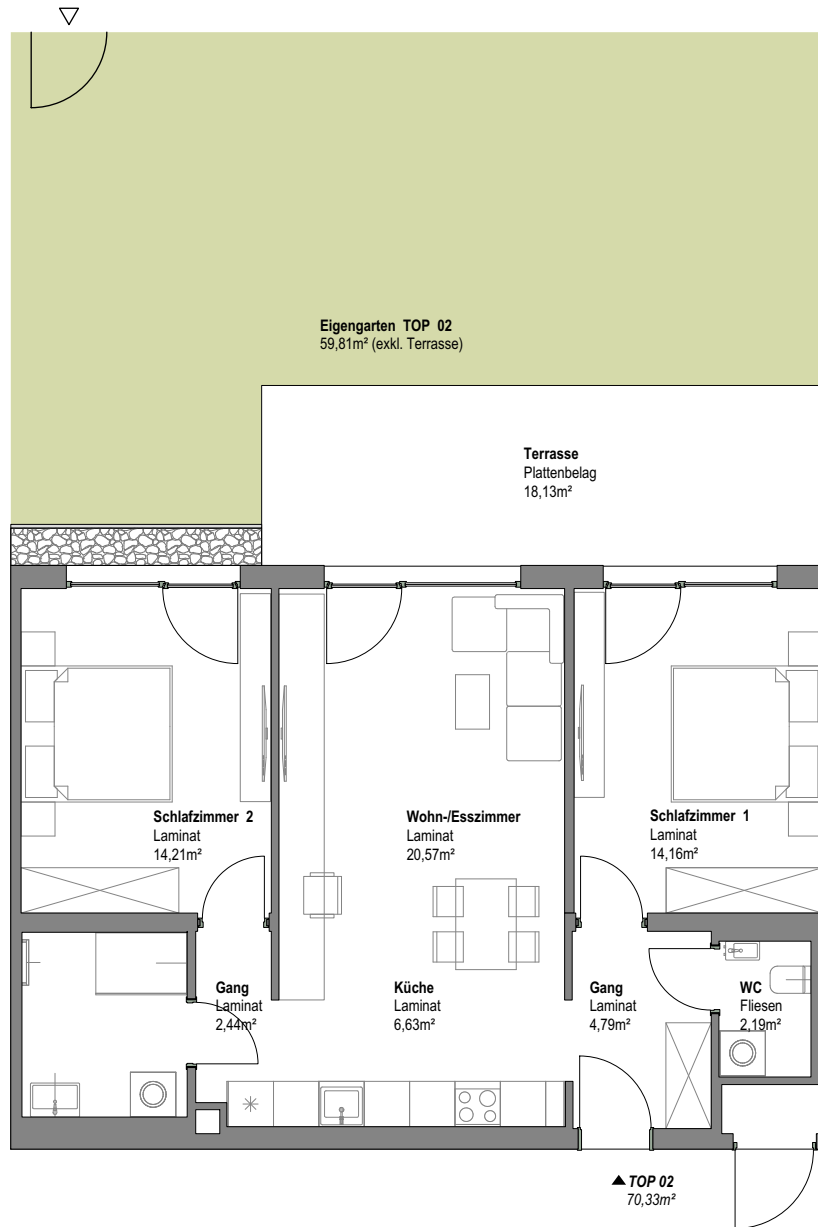 Eigengarten TOP 02
59,81m² (exkl. Terrasse)
Terrasse
Plattenbelag
18,13m²
Schlafzimmer 2
Laminat
14,21m²
Wohn-/Esszimmer
Laminat
20,57m²
Schlafzimmer 1
Laminat
14,16m²
Gang
Laminat
2,44m²
Küche
Laminat
6,63m²
Gang
Laminat
4,79m²
WC
Fliesen
2,19m²
TOP 02
70,33m²